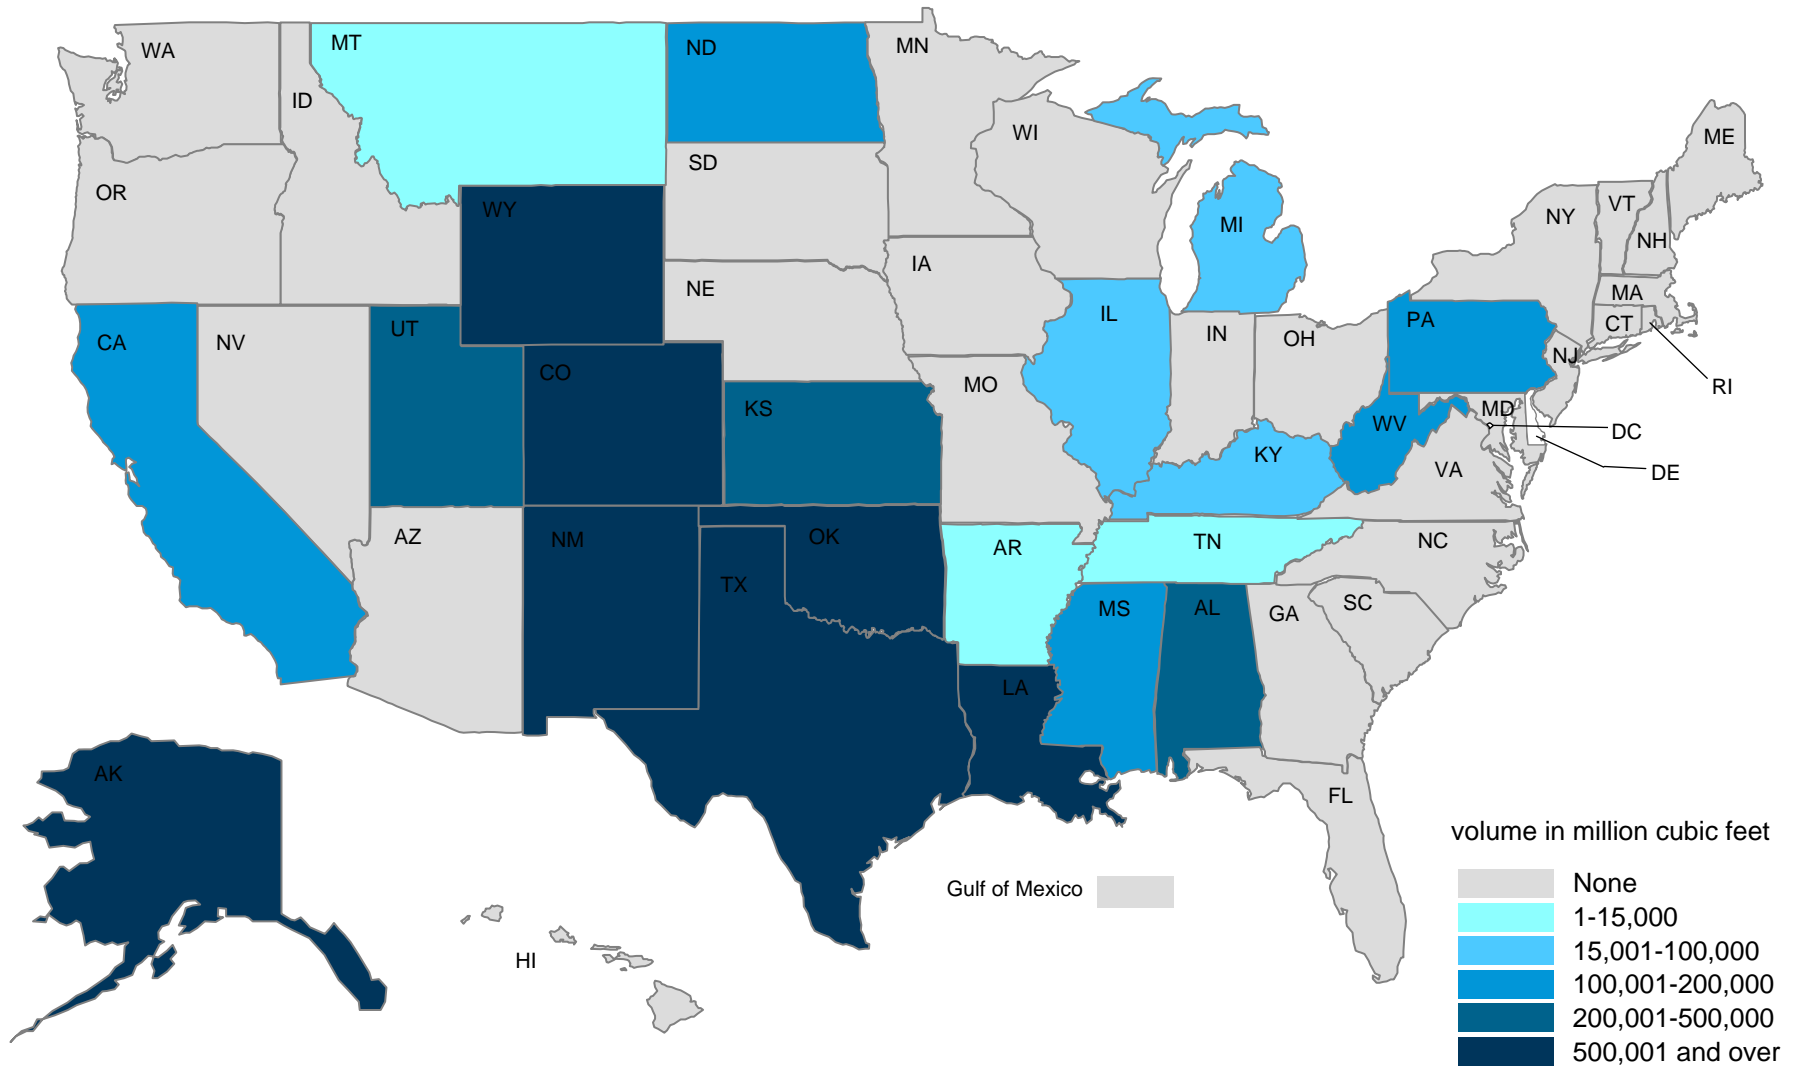 WA
MT
ND
MN
ID
WI
ME
SD
OR
VT
WY
NY
MI
NH
IA
NE
MA
IL
PA
CT
UT
IN
OH
CA
NV
NJ
CO
MO
RI
KS
MD
WV
DC
KY
VA
DE
AZ
OK
NM
AR
TN
NC
TX
MS
AL
GA
SC
LA
AK
FL
HI
Gulf of Mexico
volume in million cubic feet
None
1-15,000
15,001-100,000
100,001-200,000
200,001-500,000
500,001 and over